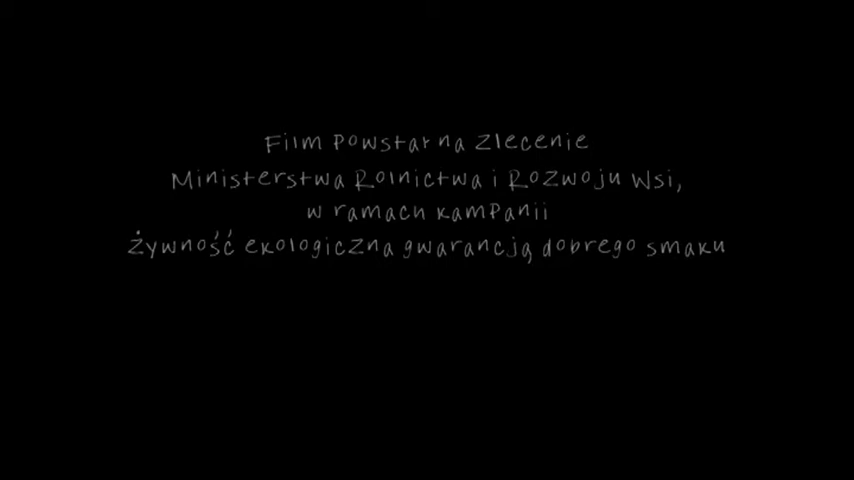 Film powstał na zlecenie
Ministerstwa Rolnictwa i Rozwoju Wsi,
w ramach kampanii
żywność ekologiczna gwarancją dobrego smaku